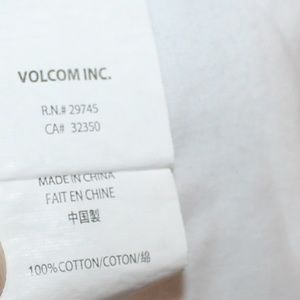 VOLCOM INC.
R.N.# 29745
CA# 32350
MADE IN CHINA
FAIT EN CHINE
中国製
100% COTTON/COTON/綿